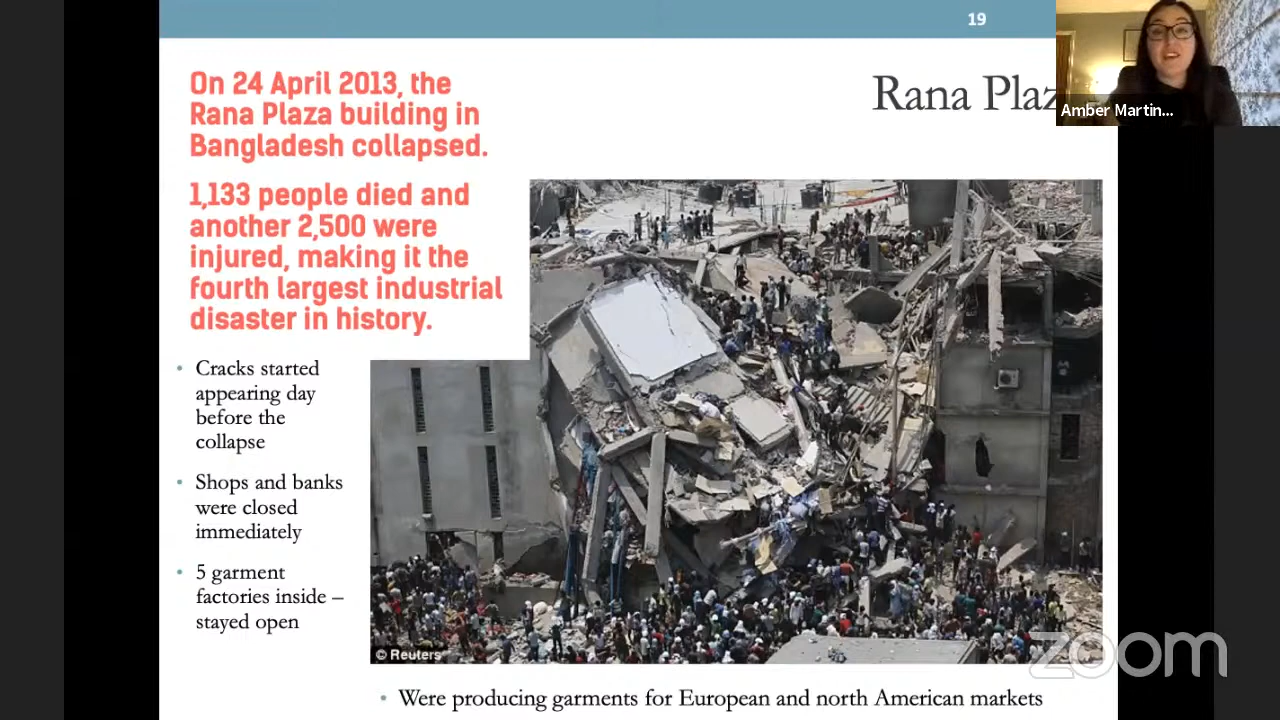 19
Rana Plaz
Amber Martin...
On 24 April 2013, the
Rana Plaza building in
Bangladesh collapsed.
1,133 people died and
another 2,500 were
injured, making it the
fourth largest industrial
disaster in history.
• Cracks started
appearing day
before the
collapse
• Shops and banks
were closed
immediately
• 5 garment
factories inside –
stayed open
© Reuters
zoom
• Were producing garments for European and north American markets